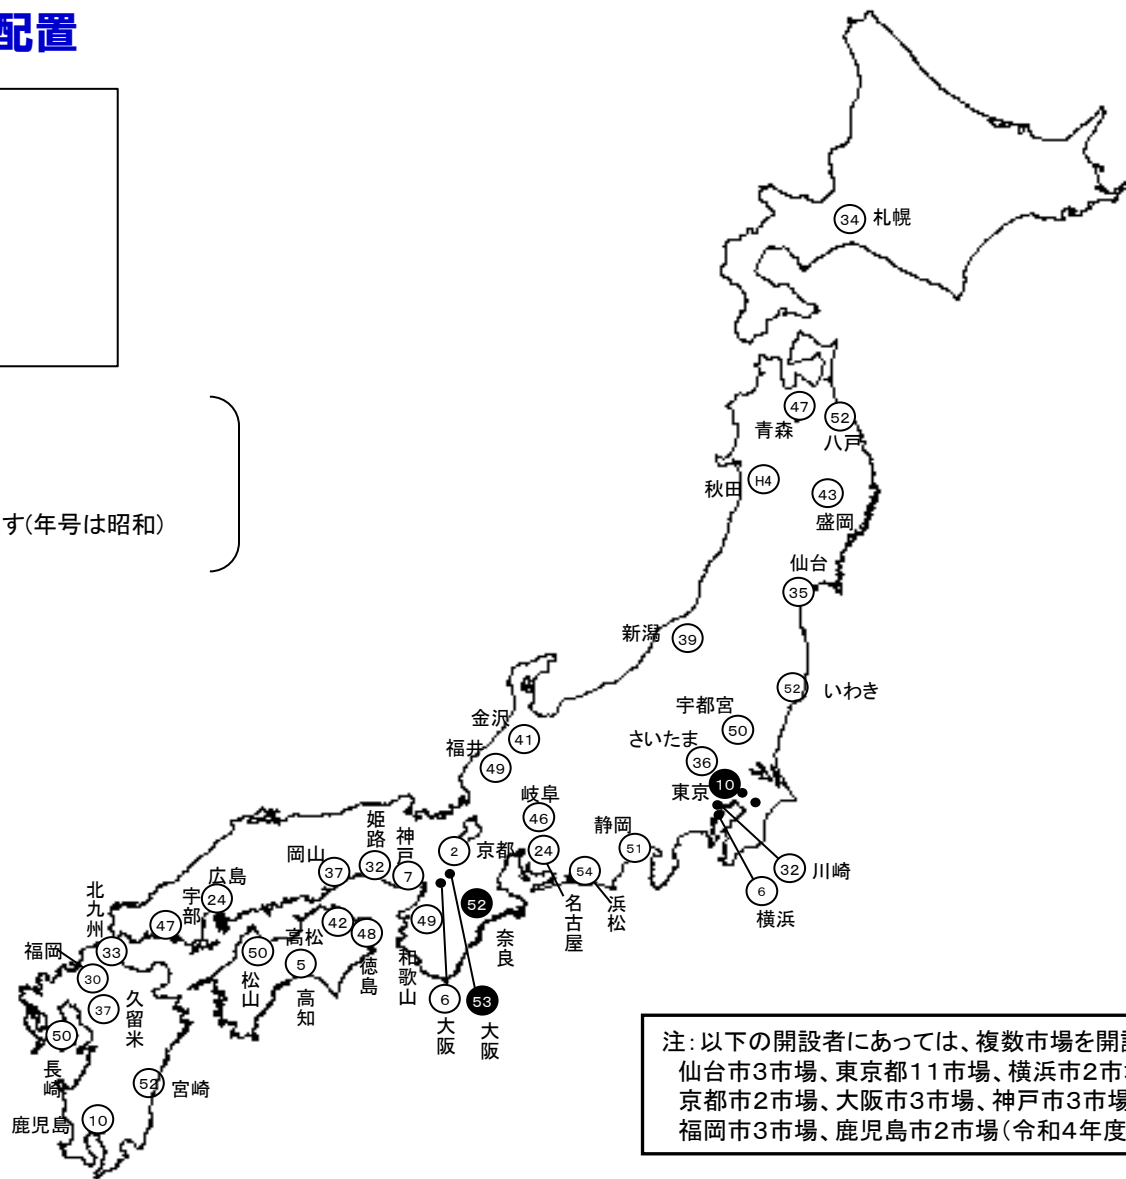 配置
34 札幌
47
青森
52
八戸
秋田 H4
43
盛岡
す(年号は昭和)
仙台
35
新潟 39
52 いわき
宇都宮
50
さいたま
36
金沢
41
福井
49
東京 10
岐阜
46
静岡
51
姫路
32
神戸
7
2 京都
24
名古屋
54
浜松
32 川崎
6
横浜
岡山 37
広島
24
宇部
47
北九州
33
福岡
30
37
久留米
50
長崎
52 宮崎
鹿児島 10
50
松山
高松 42
5
高知
48
徳島
49
和歌山
52
奈良
6
大阪
53
大阪
注:以下の開設者にあっては、複数市場を開設
仙台市3市場、東京都11市場、横浜市2市場
京都市2市場、大阪市3市場、神戸市3市場
福岡市3市場、鹿児島市2市場(令和4年度